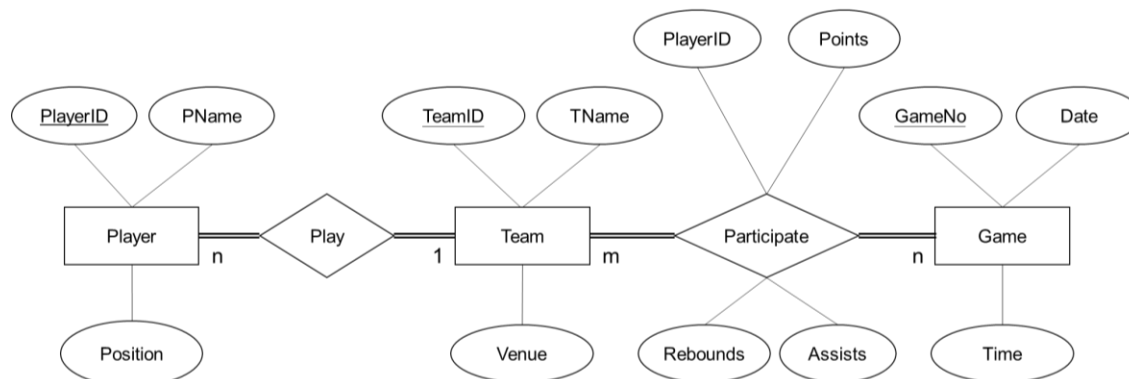 PlayerID
Points
PlayerID
PName
TeamID
TName
GameNo
Date
Player
n
Play
1
Team
m
Participate
n
Game
Position
Venue
Rebounds
Assists
Time